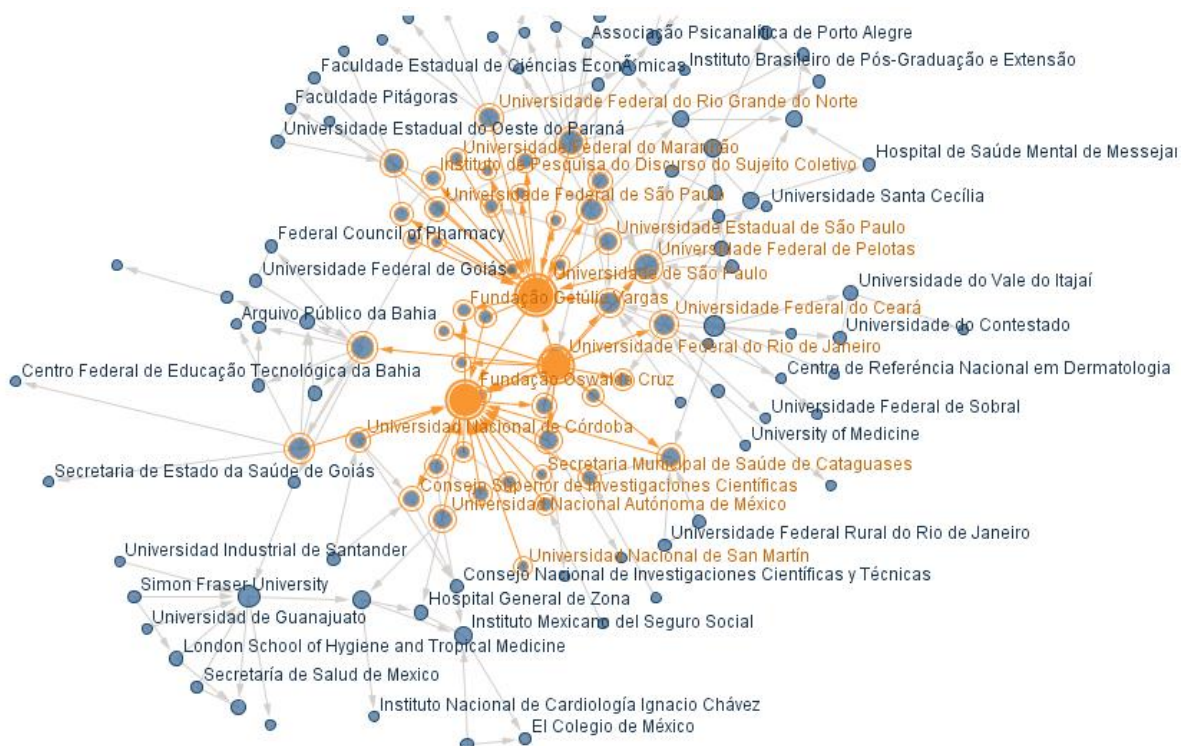 Associação Psicanalítica de Porto Alegre
Faculdade Estadual de Ciências EconÃmicas
Instituto Brasileiro de Pós-Graduação e Extensão
Faculdade Pitágoras
Universidade Federal do Rio Grande do Norte
Universidade Estadual do Oeste do Paraná
Universidade Federal do Maranhão
Hospital de Saúde Mental de Messejar
Instituto de Pesquisa do Discurso do Sujeito Coletivo
Universidade Federal de São Paulo
Universidade Santa Cecília
Universidade Estadual de São Paulo
Federal Council of Pharmacy
Universidade Federal de Pelotas
Universidade Federal de Goiás
Universidade de São Paulo
Universidade do Vale do Itajaí
Fundação Getúlio Vargas
Universidade Federal do Ceará
Arquivo Público da Bahia
Universidade do Contestado
Universidade Federal do Rio de Janeiro
Centro Federal de Educação Tecnológica da Bahia
Centro de Referência Nacional em Dermatologia
Fundação Oswaldo Cruz
Universidade Federal de Sobral
Universidad Nacional de Córdoba
University of Medicine
Secretaria de Estado da Saúde de Goiás
Secretaria Municipal de Saúde de Cataguases
Consejo Superior de Investigaciones Científicas
Universidad Nacional Autónoma de México
Universidade Federal Rural do Rio de Janeiro
Universidad Industrial de Santander
Universidad Nacional de San Martín
Simon Fraser University
Consejo Nacional de Investigaciones Científicas y Técnicas
Hospital General de Zona
Universidad de Guanajuato
Instituto Mexicano del Seguro Social
London School of Hygiene and Tropical Medicine
Secretaría de Salud de Mexico
Instituto Nacional de Cardiología Ignacio Chávez
El Colegio de México